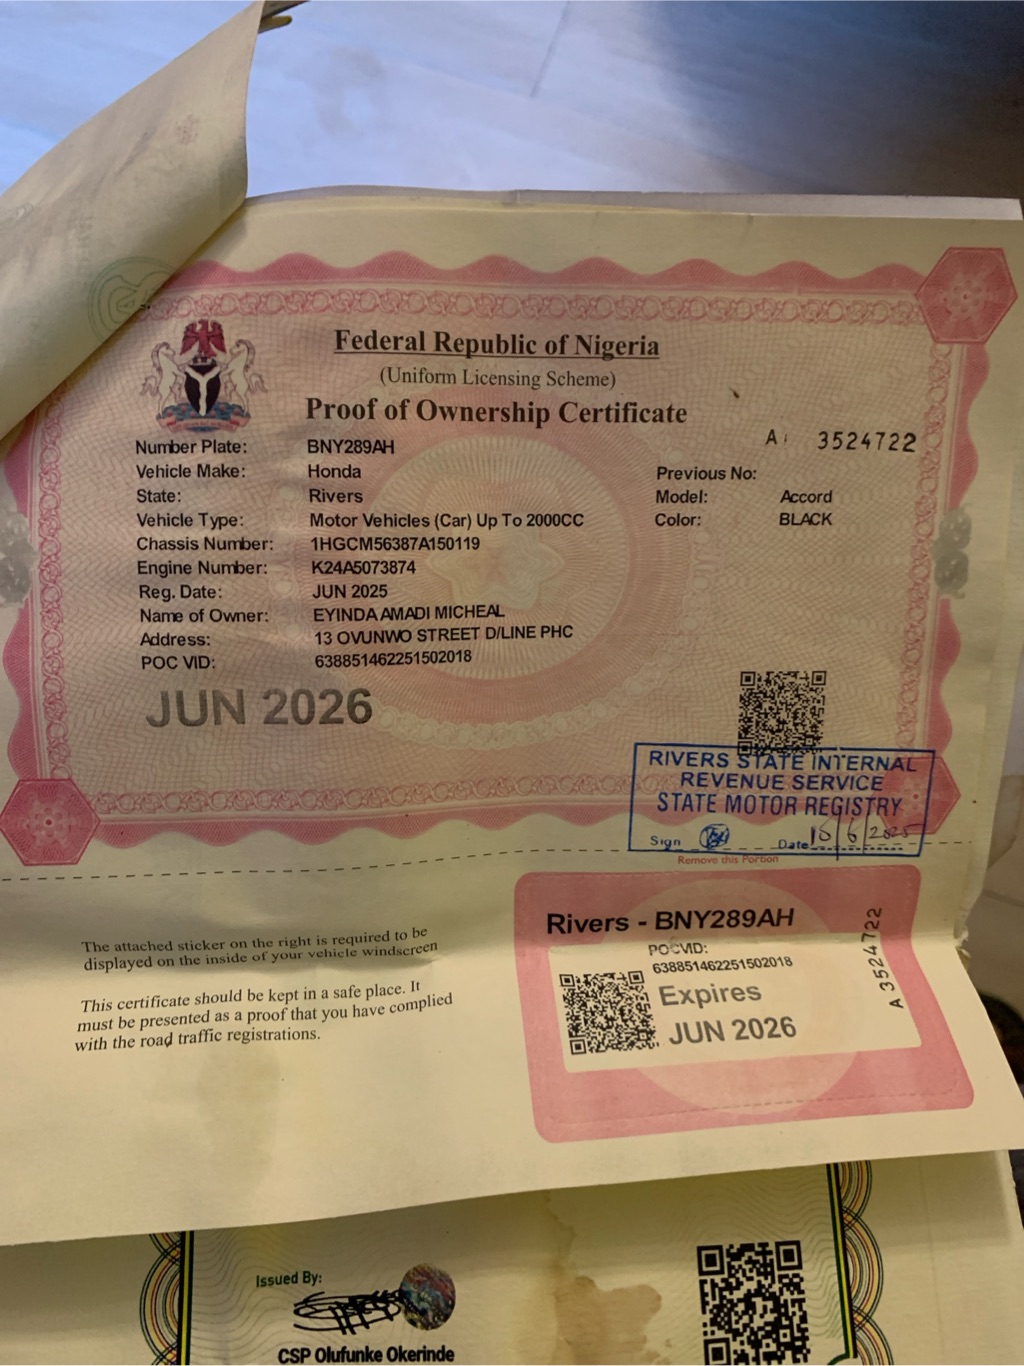 Federal Republic of Nigeria
(Uniform Licensing Scheme)
Proof of Ownership Certificate
A 3524722
Number Plate: BNY289AH
Vehicle Make: Honda Previous No:
State: Rivers Model: Accord
Vehicle Type: Motor Vehicles (Car) Up To 2000CC Color: BLACK
Chassis Number: 1HGCM56387A150119
Engine Number: K24A5073874
Reg. Date: JUN 2025
Name of Owner: EYINDA AMADI MICHEAL
Address: 13 OVUNWO STREET D/LINE PHC
POC VID: 638851462251502018
JUN 2026
RIVERS STATE INTERNAL
REVENUE SERVICE
STATE MOTOR REGISTRY
Sign Date 18/6/2025
Remove this Portion
The attached sticker on the right is required to be
displayed on the inside of your vehicle windscreen
This certificate should be kept in a safe place. It
must be presented as a proof that you have complied
with the road traffic registrations.
Rivers - BNY289AH
POCVID:
638851462251502018
Expires
JUN 2026
A 3524722
Issued By:
CSP Olufunke Okerinde